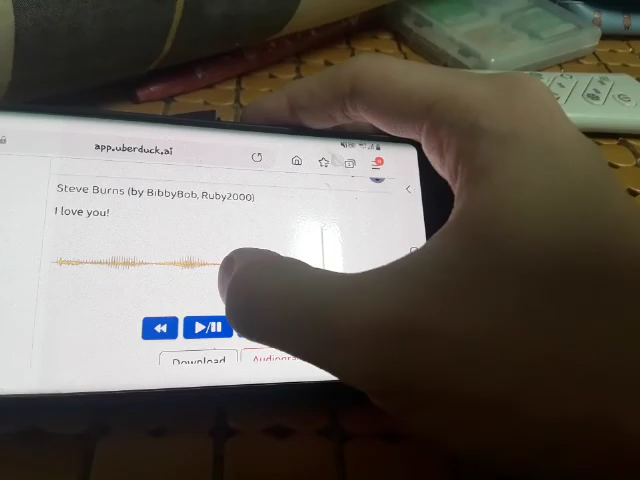 app.uberduck.ai
Steve Burns (by BibbyBob, Ruby2000)
I love you!
Download